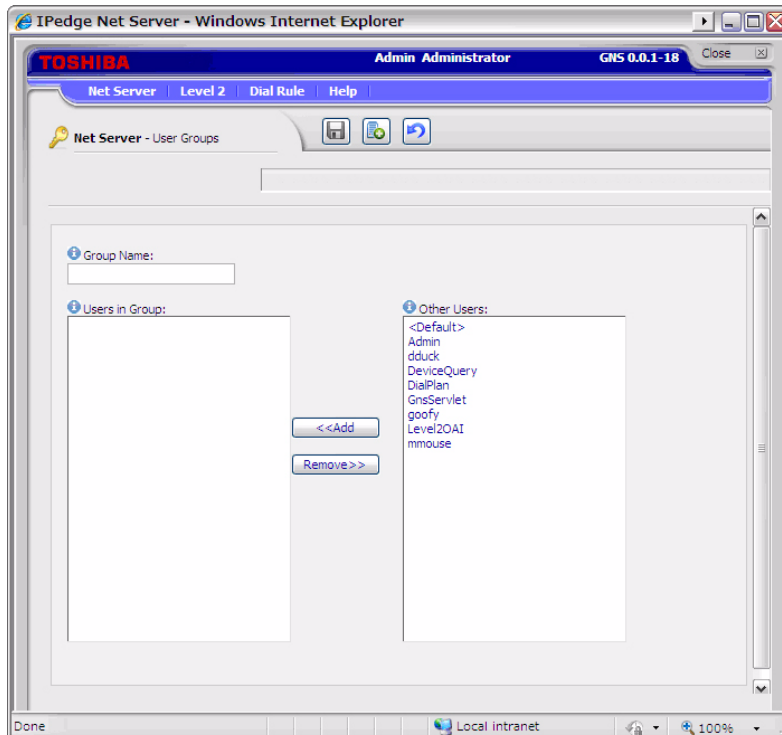 IPedge Net Server - Windows Internet Explorer
TOSHIBA
Admin Administrator
GNS 0.0.1-18
Close
Net Server | Level 2 | Dial Rule | Help |
Net Server - User Groups
Group Name:
Users in Group:
Other Users:
<Default>
Admin
dduck
DeviceQuery
DialPlan
GnsServlet
goofy
Level2OAI
mmouse
<<Add
Remove>>
Done
Local intranet
100%